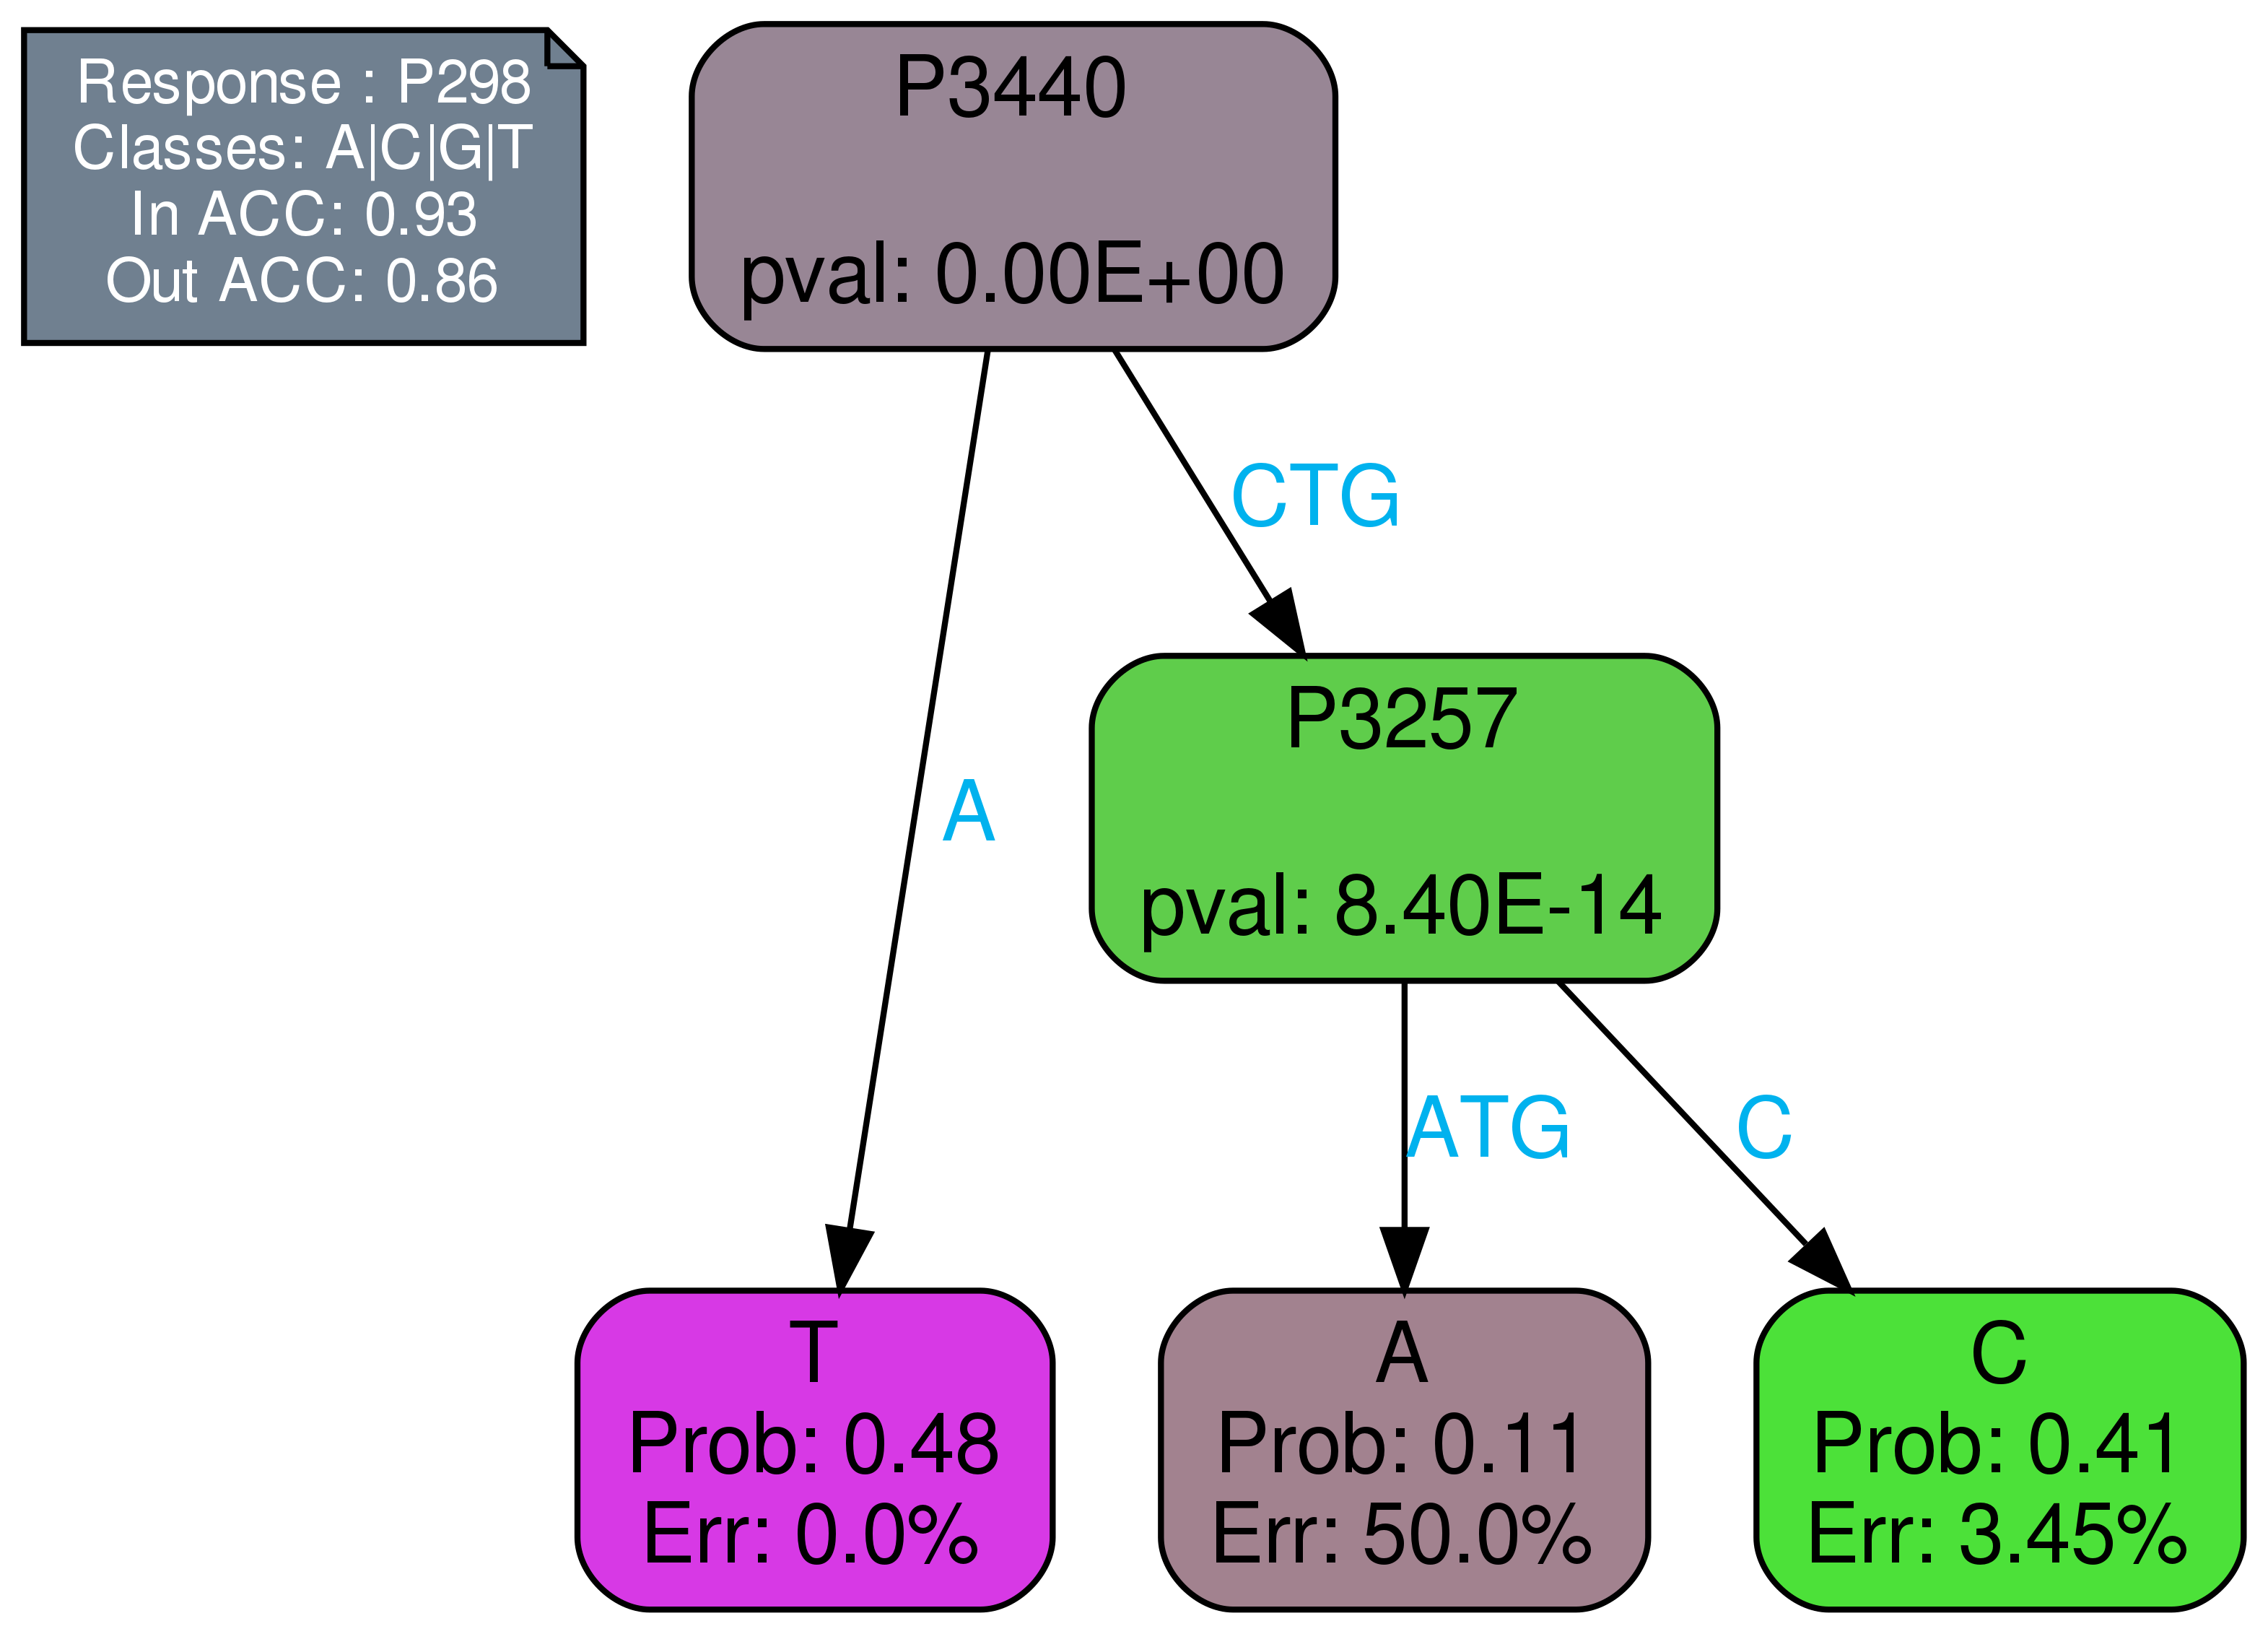 Response : P298
Classes: A|C|G|T
In ACC: 0.93
Out ACC: 0.86
P3440
pval: 0.00E+00
CTG
A
P3257
pval: 8.40E-14
ATG
C
T
Prob: 0.48
Err: 0.0%
A
Prob: 0.11
Err: 50.0%
C
Prob: 0.41
Err: 3.45%